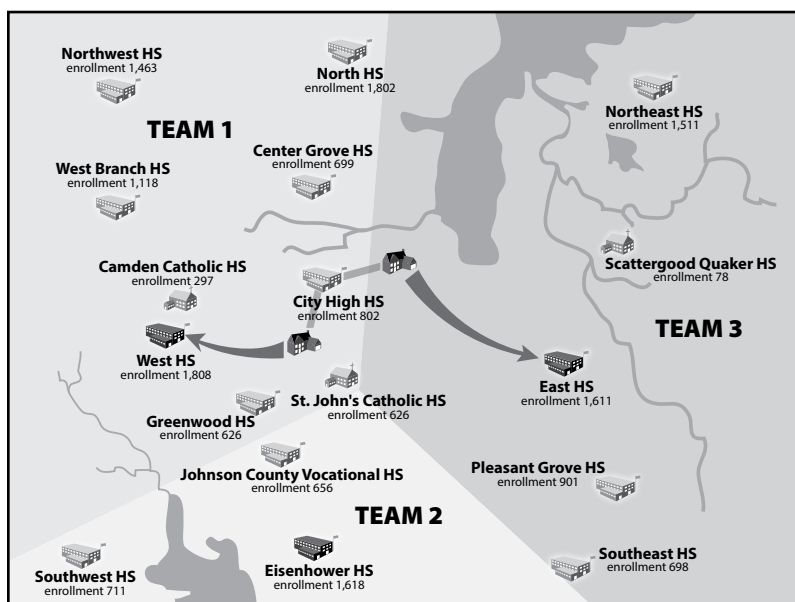 Northwest HS
enrollment 1,463
North HS
enrollment 1,802
Northeast HS
enrollment 1,511
TEAM 1
Center Grove HS
enrollment 699
West Branch HS
enrollment 1,118
Camden Catholic HS
enrollment 297
City High HS
enrollment 802
Scattergood Quaker HS
enrollment 78
TEAM 3
West HS
enrollment 1,808
East HS
enrollment 1,611
St. John's Catholic HS
enrollment 626
Greenwood HS
enrollment 626
Johnson County Vocational HS
enrollment 656
Pleasant Grove HS
enrollment 901
TEAM 2
Southwest HS
enrollment 711
Eisenhower HS
enrollment 1,618
Southeast HS
enrollment 698